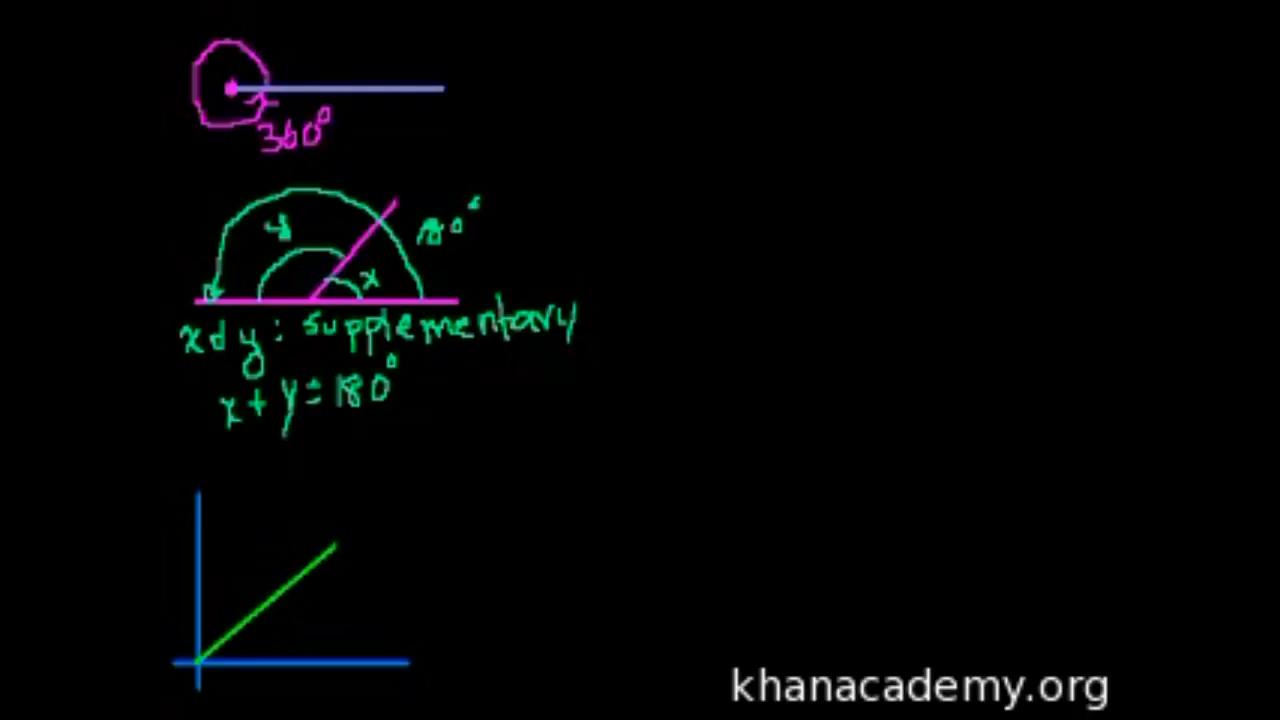 360°
y
180°
x
x & y : supplementary
x + y = 180°
khanacademy.org